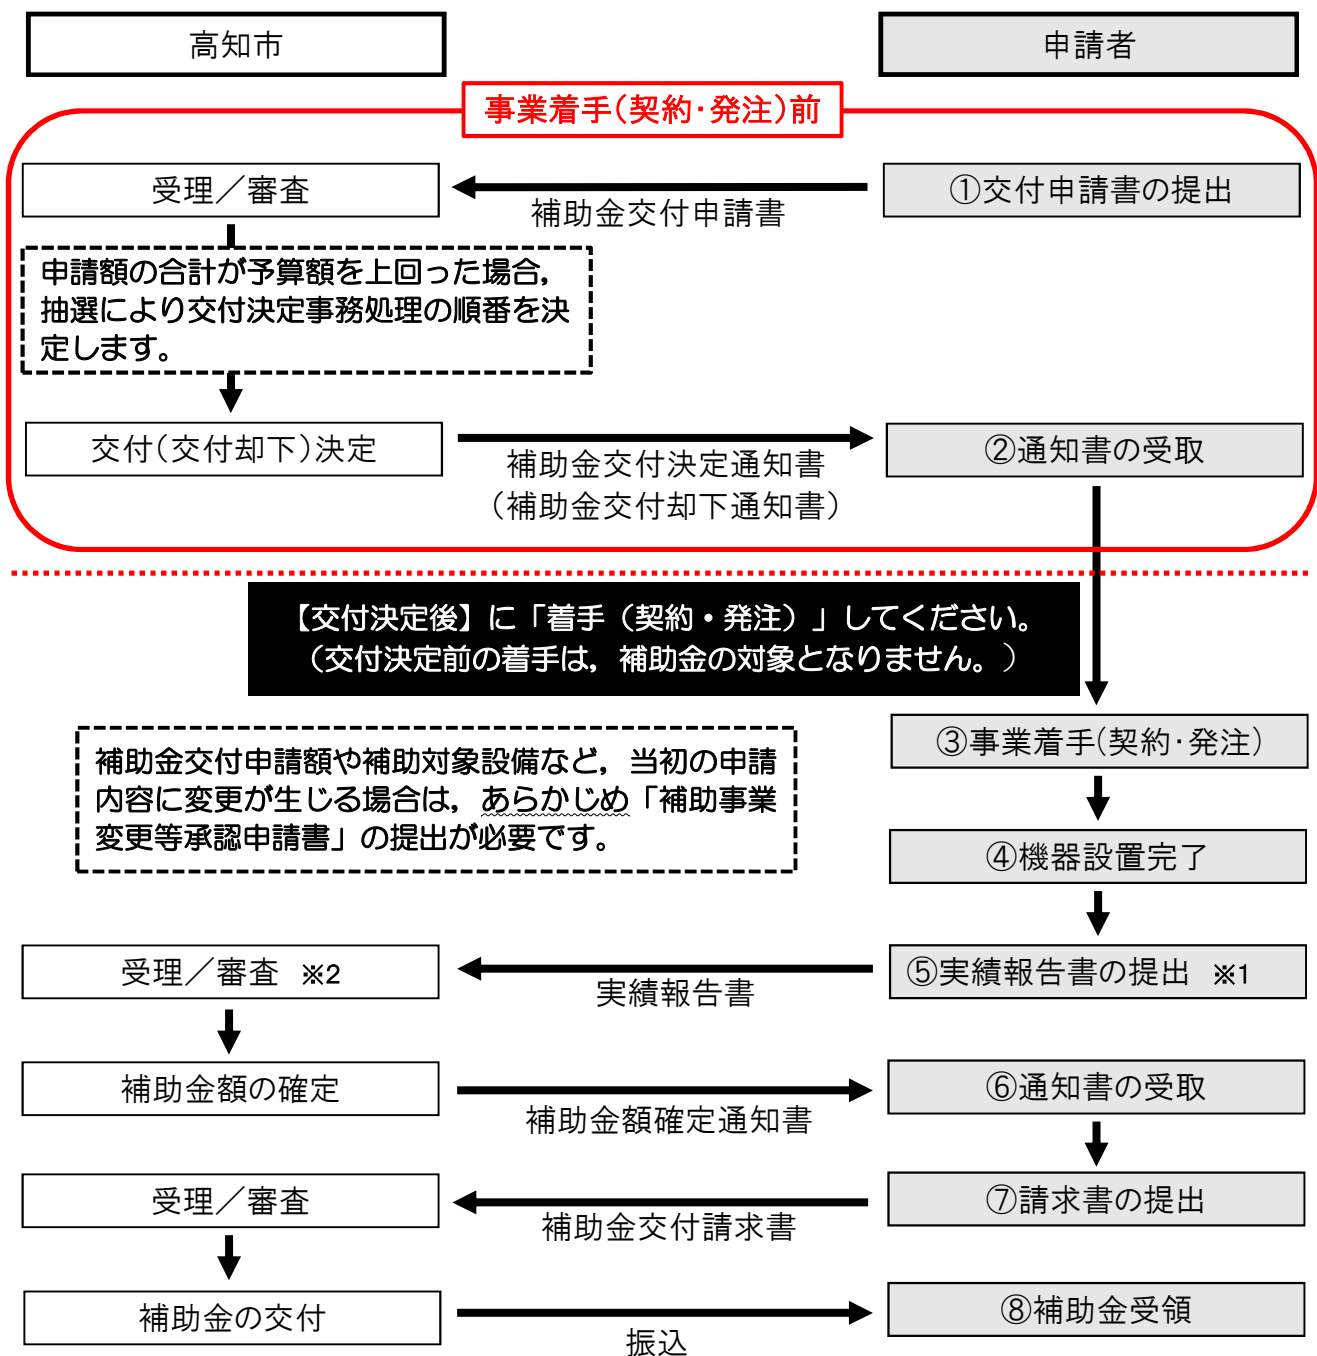 高知市
申請者
事業着手(契約･発注)前
受理／審査
①交付申請書の提出
補助金交付申請書
申請額の合計が予算額を上回った場合，
抽選により交付決定事務処理の順番を決
定します。
交付(交付却下)決定
②通知書の受取
補助金交付決定通知書
（補助金交付却下通知書）
【交付決定後】に「着手（契約・発注）」してください。
（交付決定前の着手は，補助金の対象となりません。）
③事業着手(契約･発注)
補助金交付申請額や補助対象設備など，当初の申請
内容に変更が生じる場合は，あらかじめ「補助事業
変更等承認申請書」の提出が必要です。
④機器設置完了
受理／審査 ※2
⑤実績報告書の提出 ※1
実績報告書
補助金額の確定
⑥通知書の受取
補助金額確定通知書
受理／審査
⑦請求書の提出
補助金交付請求書
補助金の交付
⑧補助金受領
振込